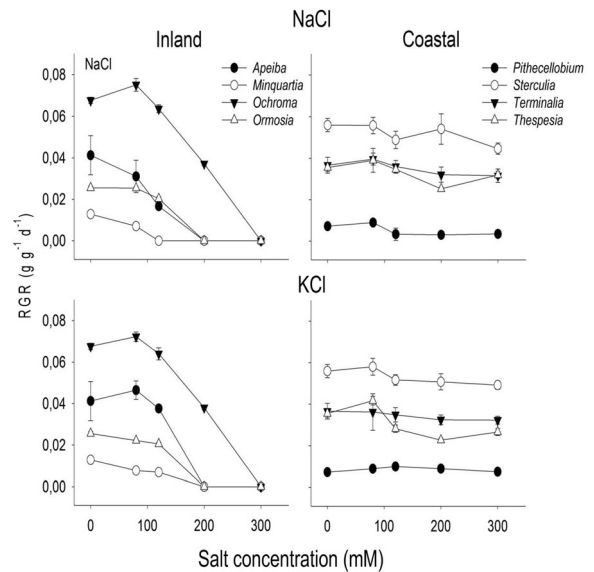 NaCl
Inland Coastal
NaCl
Apeiba
Minquartia
Ochroma
Ormosia
Pithecellobium
Sterculia
Terminalia
Thespesia
0,08
0,06
0,04
0,02
0,00
RGR (g g⁻¹ d⁻¹)
KCl
0,08
0,06
0,04
0,02
0,00
0 100 200 300 0 100 200 300
Salt concentration (mM)